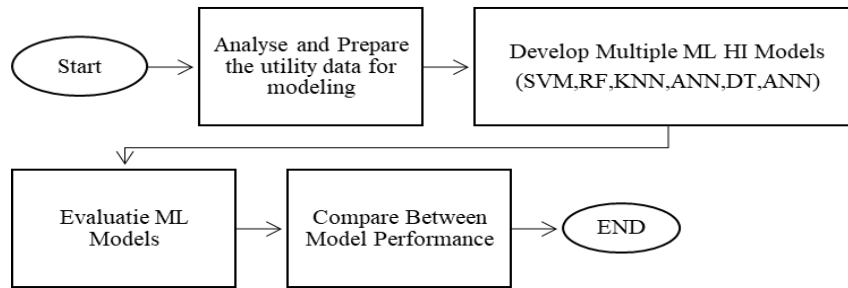 Start
Analyse and Prepare
the utility data for
modeling
Develop Multiple ML HI Models
(SVM,RF,KNN,ANN,DT,ANN)
Evaluatie ML
Models
Compare Between
Model Performance
END